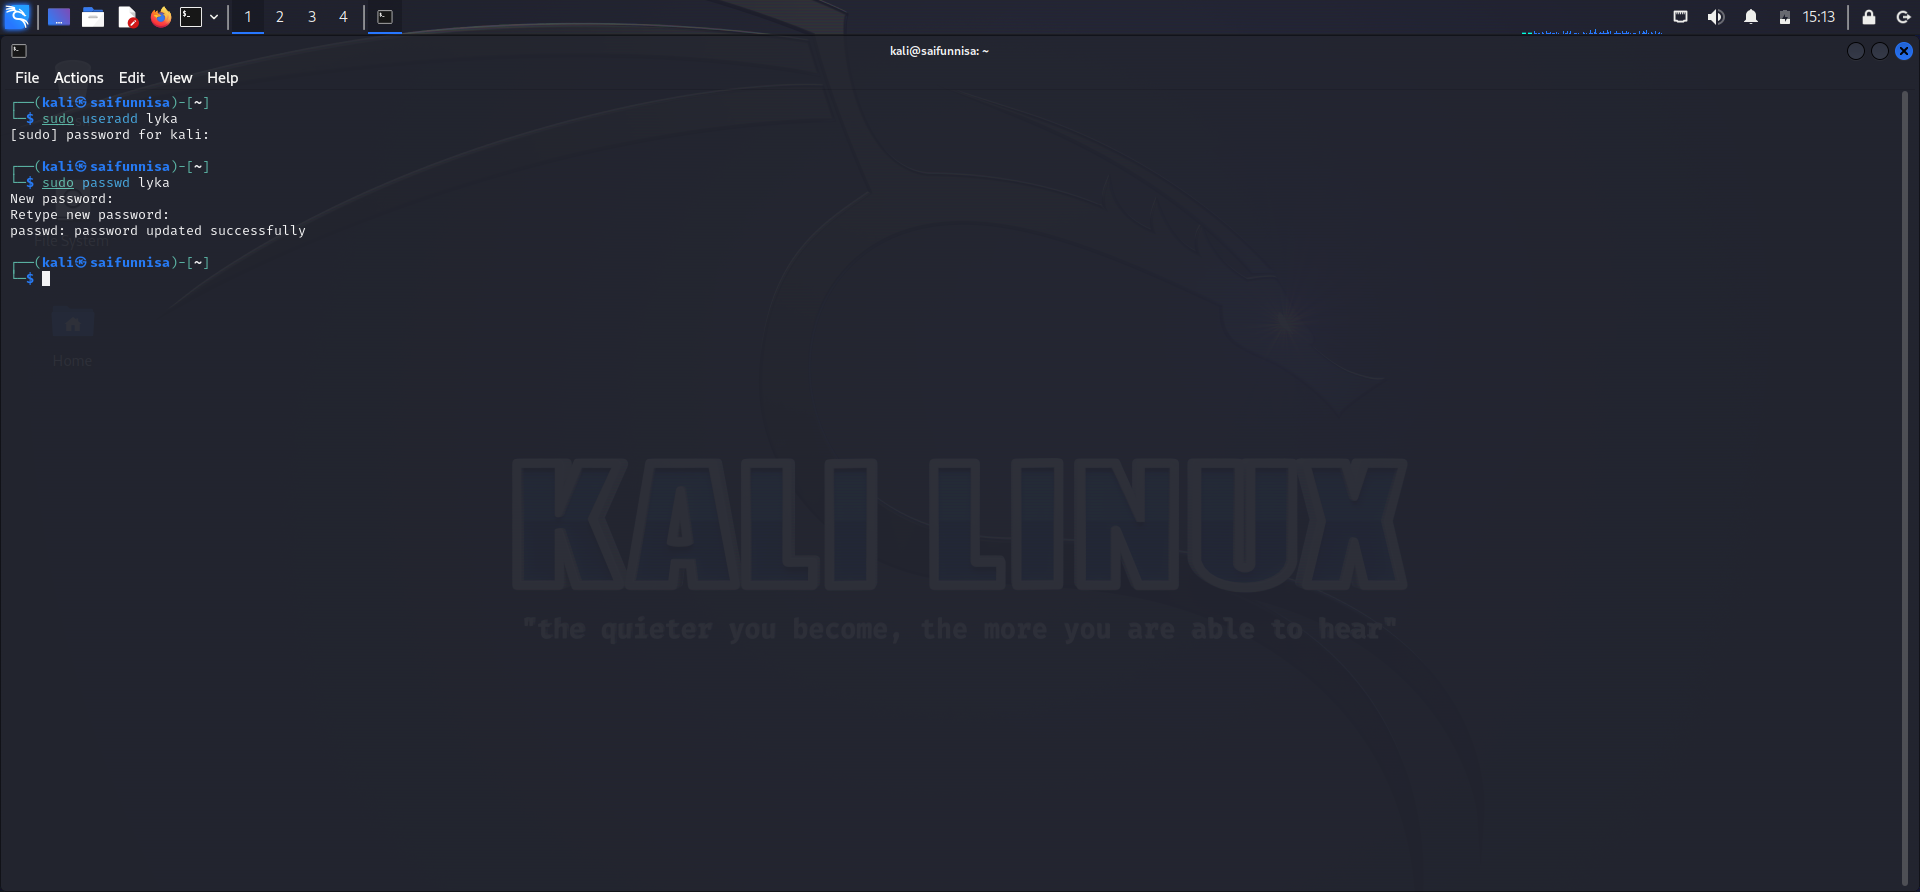 1 2 3 4 15:13
kali@saifunnisa: ~
File Actions Edit View Help
┌──(kali㉿saifunnisa)-[~]
└─$ sudo useradd lyka
[sudo] password for kali:
┌──(kali㉿saifunnisa)-[~]
└─$ sudo passwd lyka
New password:
Retype new password:
passwd: password updated successfully
File System
┌──(kali㉿saifunnisa)-[~]
└─$
Home
KALI LINUX
"the quieter you become, the more you are able to hear"